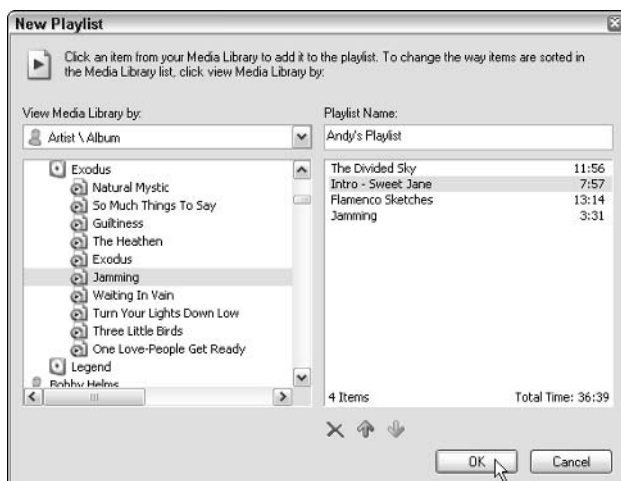 New Playlist
Click an item from your Media Library to add it to the playlist. To change the way items are sorted in
the Media Library list, click view Media Library by:
View Media Library by:
Artist \ Album
Exodus
Natural Mystic
So Much Things To Say
Guiltiness
The Heathen
Exodus
Jamming
Waiting In Vain
Turn Your Lights Down Low
Three Little Birds
One Love-People Get Ready
Legend
Bobby Helms
Playlist Name:
Andy's Playlist
The Divided Sky 11:56
Intro - Sweet Jane 7:57
Flamenco Sketches 13:14
Jamming 3:31
4 Items Total Time: 36:39
OK Cancel